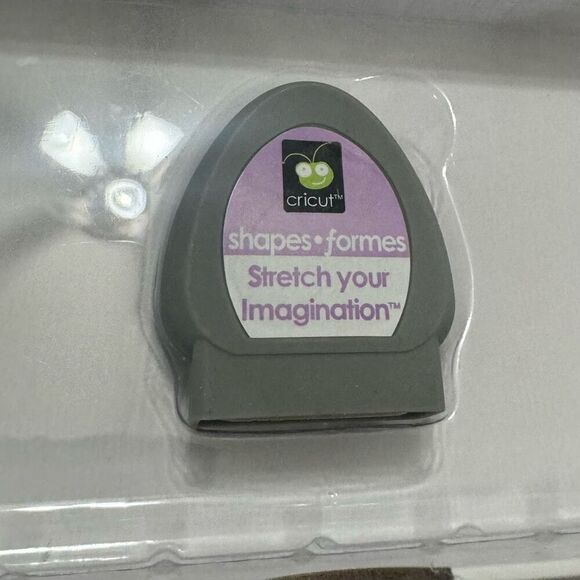 cricut™
shapes•formes
Stretch your
Imagination™